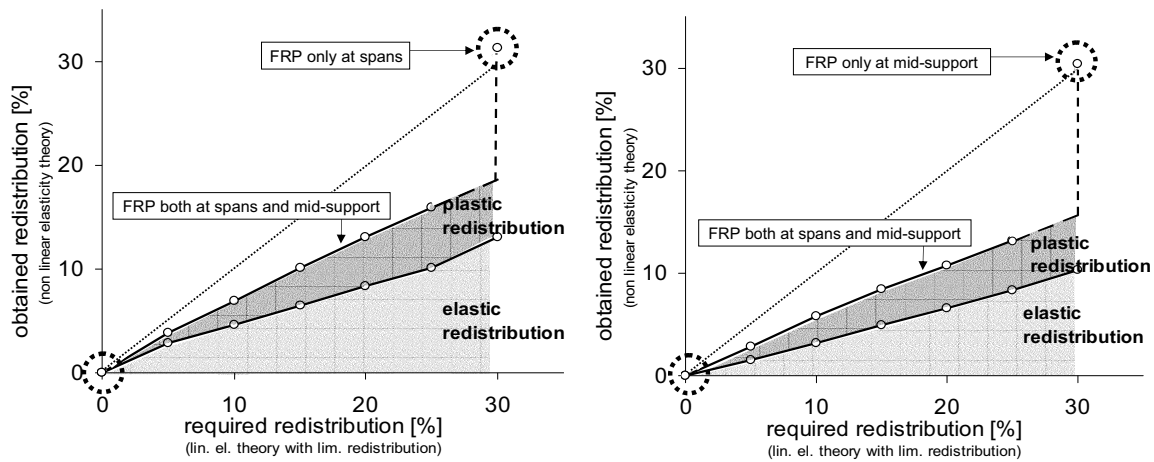 obtained redistribution [%]
(non linear elasticity theory)
30
20
10
0
FRP only at spans
FRP both at spans and mid-support
plastic
redistribution
elastic
redistribution
0
10
20
30
required redistribution [%]
(lin. el. theory with lim. redistribution)
obtained redistribution [%]
(non linear elasticity theory)
30
20
10
0
FRP only at mid-support
FRP both at spans and mid-support
plastic
redistribution
elastic
redistribution
0
10
20
30
required redistribution [%]
(lin. el. theory with lim. redistribution)